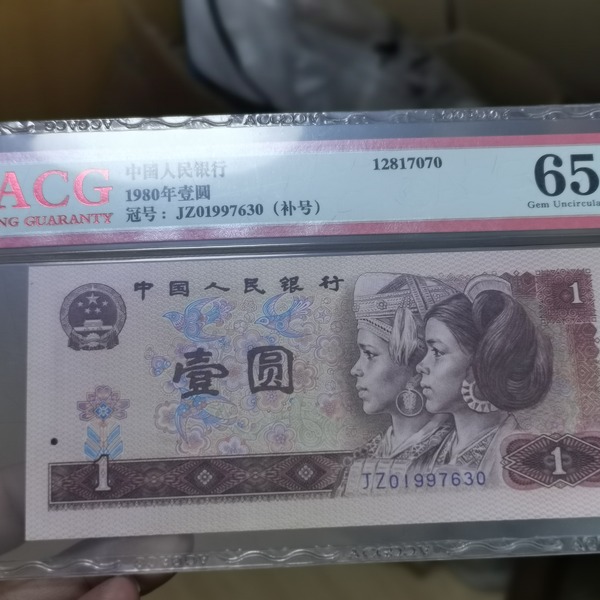 ACG
NG GUARANTY
中国人民银行
1980年壹圆
冠号：JZ01997630（补号）
12817070
65
Gem Uncircula
中国人民银行
1
壹圆
1
JZ01997630
1